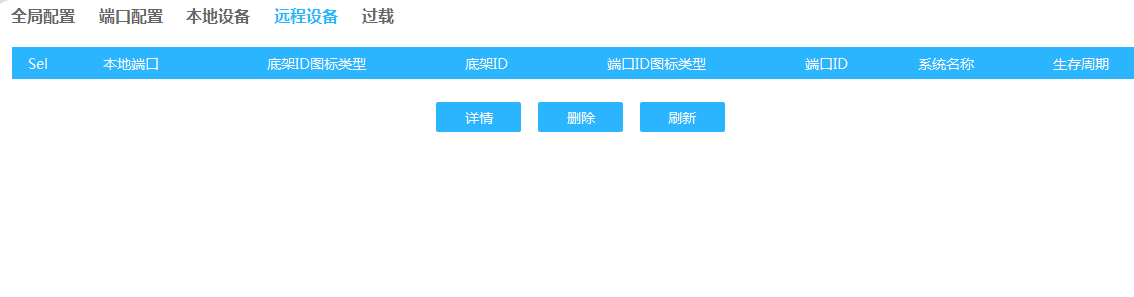 全局配置 端口配置 本地设备 远程设备 过载
Sel 本地端口 底架ID图标类型 底架ID 端口ID图标类型 端口ID 系统名称 生存周期
详情 删除 刷新